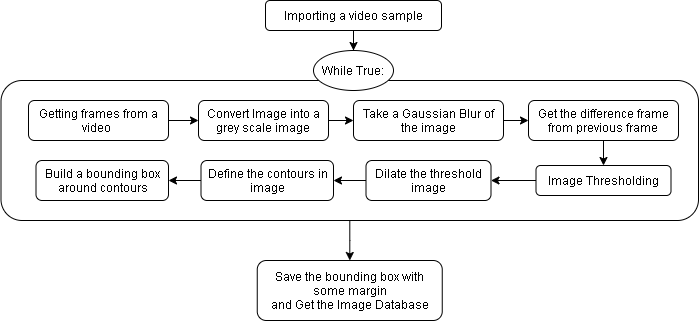 Importing a video sample
While True:
Getting frames from a
video
Convert Image into a
grey scale image
Take a Gaussian Blur of
the image
Get the difference frame
from previous frame
Image Thresholding
Dilate the threshold
image
Define the contours in
image
Build a bounding box
around contours
Save the bounding box with
some margin
and Get the Image Database